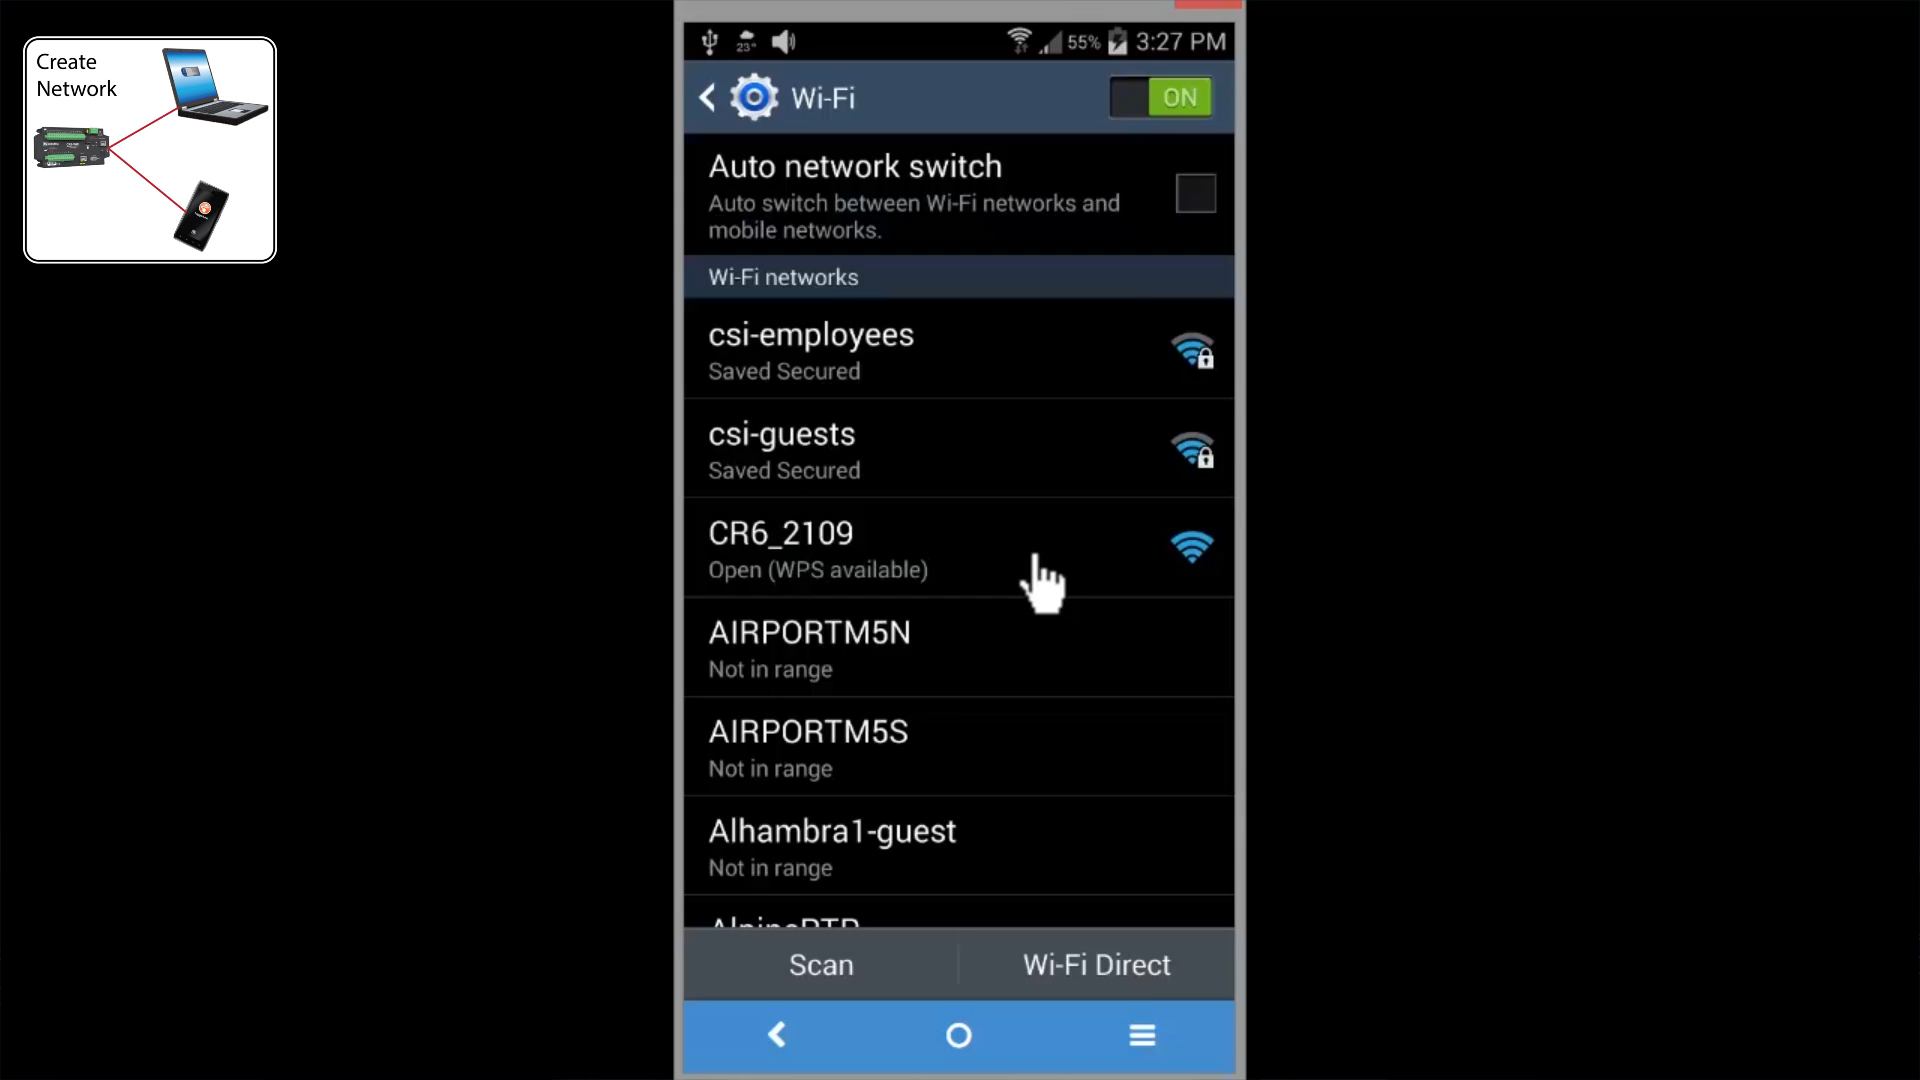 Create
Network
23°
55%
3:27 PM
Wi-Fi
ON
Auto network switch
Auto switch between Wi-Fi networks and
mobile networks.
Wi-Fi networks
csi-employees
Saved Secured
csi-guests
Saved Secured
CR6_2109
Open (WPS available)
AIRPORTM5N
Not in range
AIRPORTM5S
Not in range
Alhambra1-guest
Not in range
Scan
Wi-Fi Direct